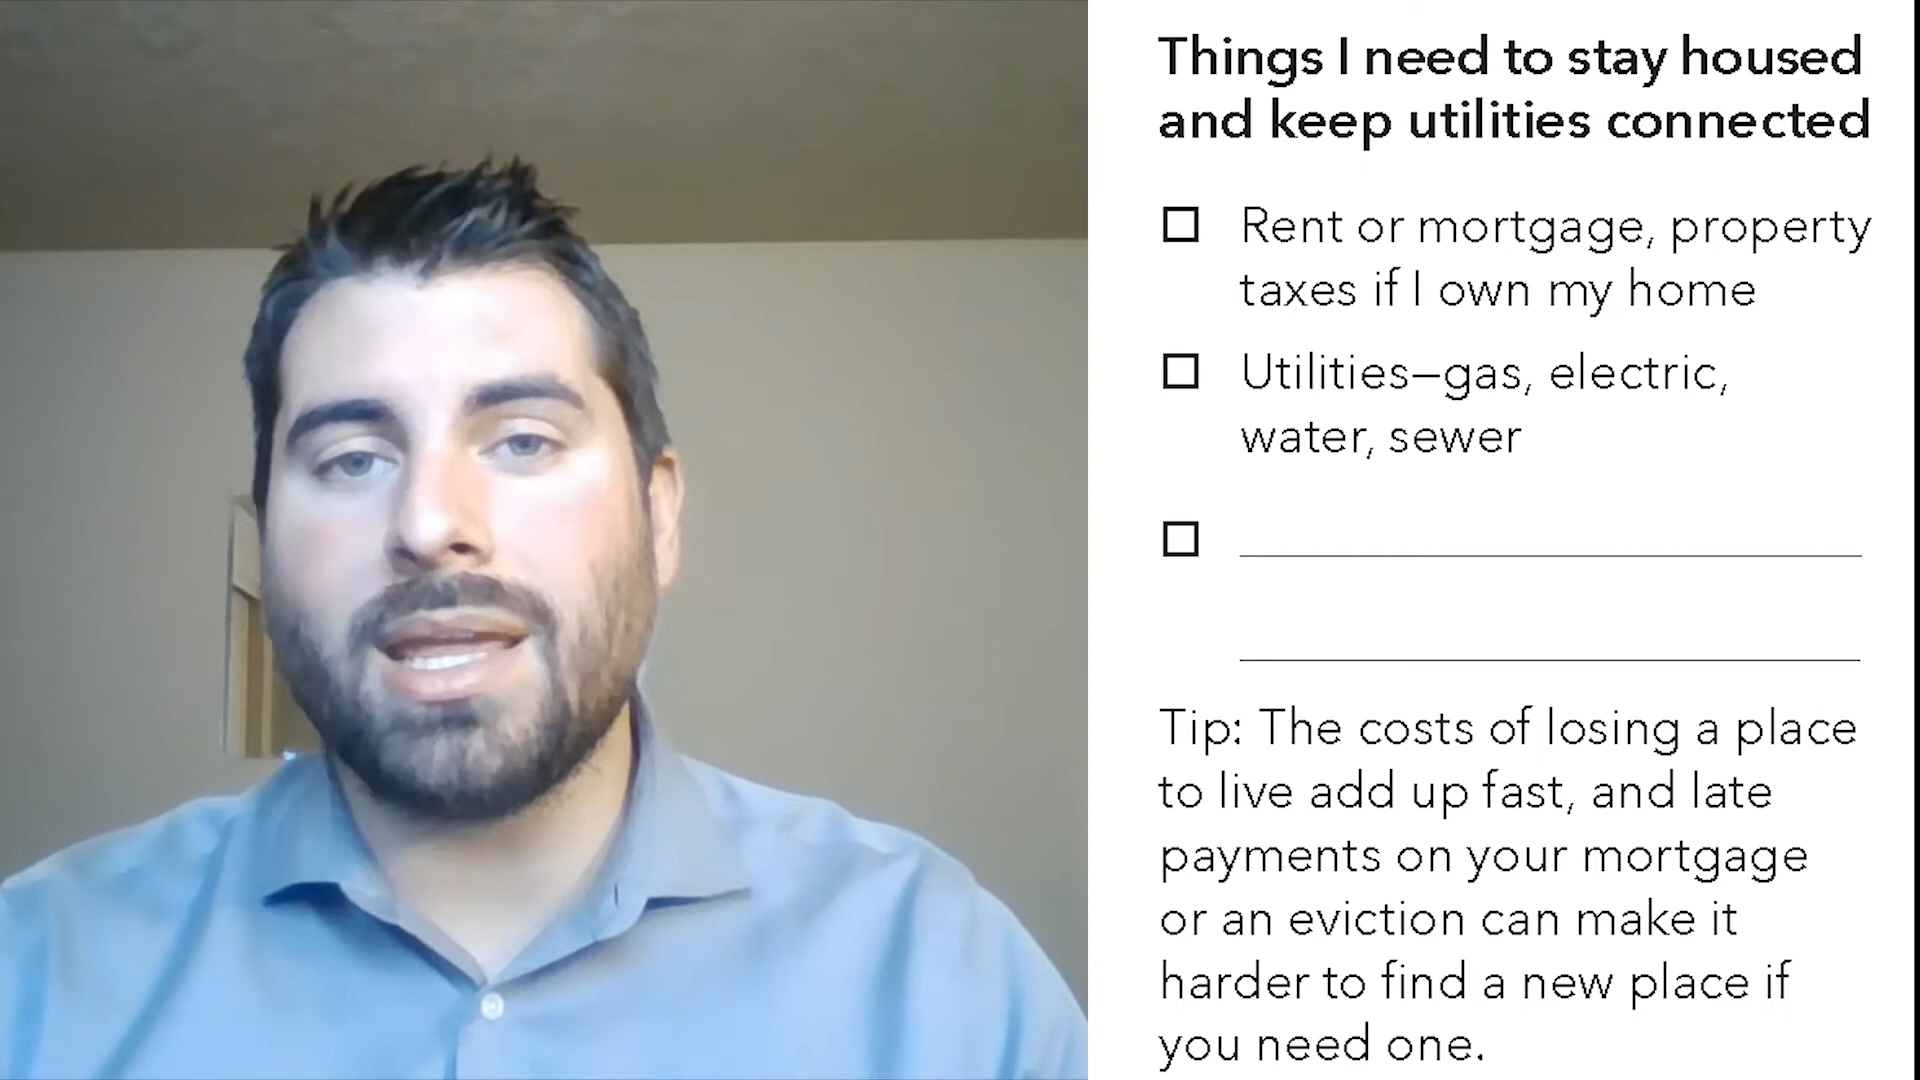 Things I need to stay housed
and keep utilities connected
Rent or mortgage, property
taxes if I own my home
Utilities—gas, electric,
water, sewer
Tip: The costs of losing a place
to live add up fast, and late
payments on your mortgage
or an eviction can make it
harder to find a new place if
you need one.